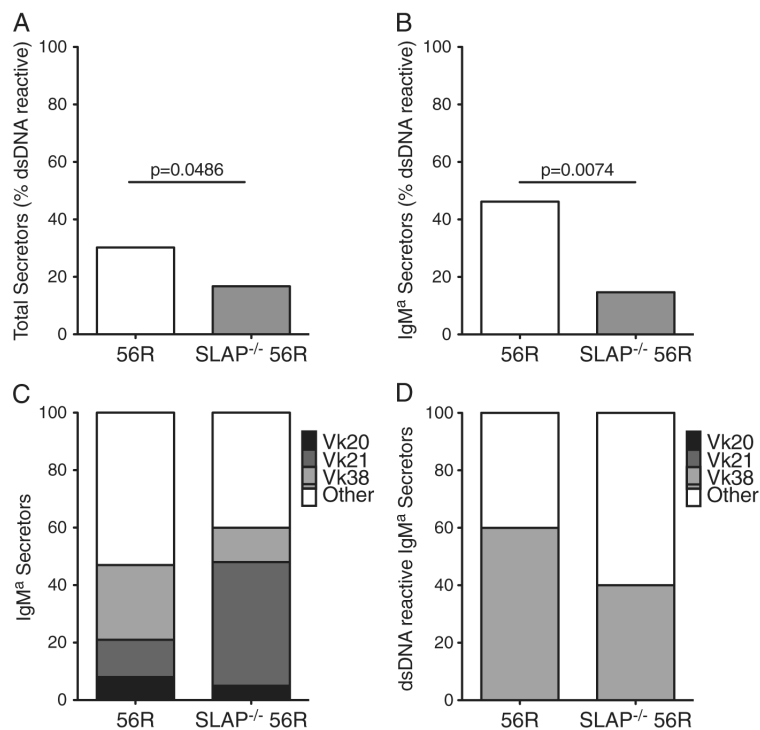 A
Total Secretors (% dsDNA reactive)
100
80
60
40
20
0
p=0.0486
56R
SLAP-/- 56R
B
IgMa Secretors (% dsDNA reactive)
100
80
60
40
20
0
p=0.0074
56R
SLAP-/- 56R
C
IgMa Secretors
100
80
60
40
20
0
Vk20
Vk21
Vk38
Other
56R
SLAP-/- 56R
D
dsDNA reactive IgMa Secretors
100
80
60
40
20
0
Vk20
Vk21
Vk38
Other
56R
SLAP-/- 56R